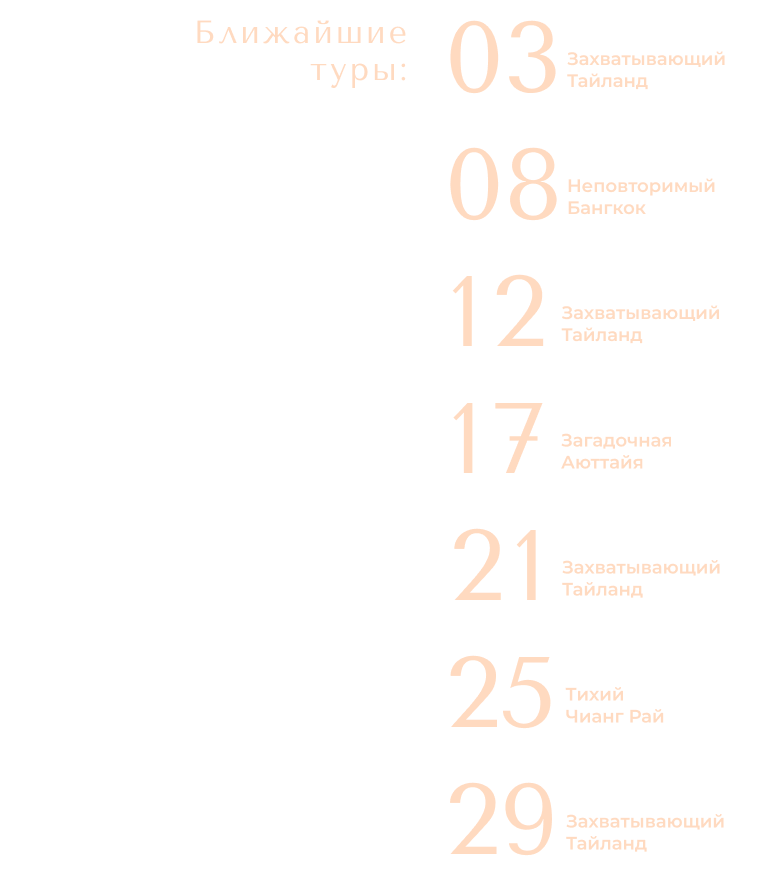 Ближайшие
туры:
03
Захватывающий
Тайланд
08
Неповторимый
Бангкок
12
Захватывающий
Тайланд
17
Загадочная
Аюттайя
21
Захватывающий
Тайланд
25
Тихий
Чианг Рай
29
Захватывающий
Тайланд